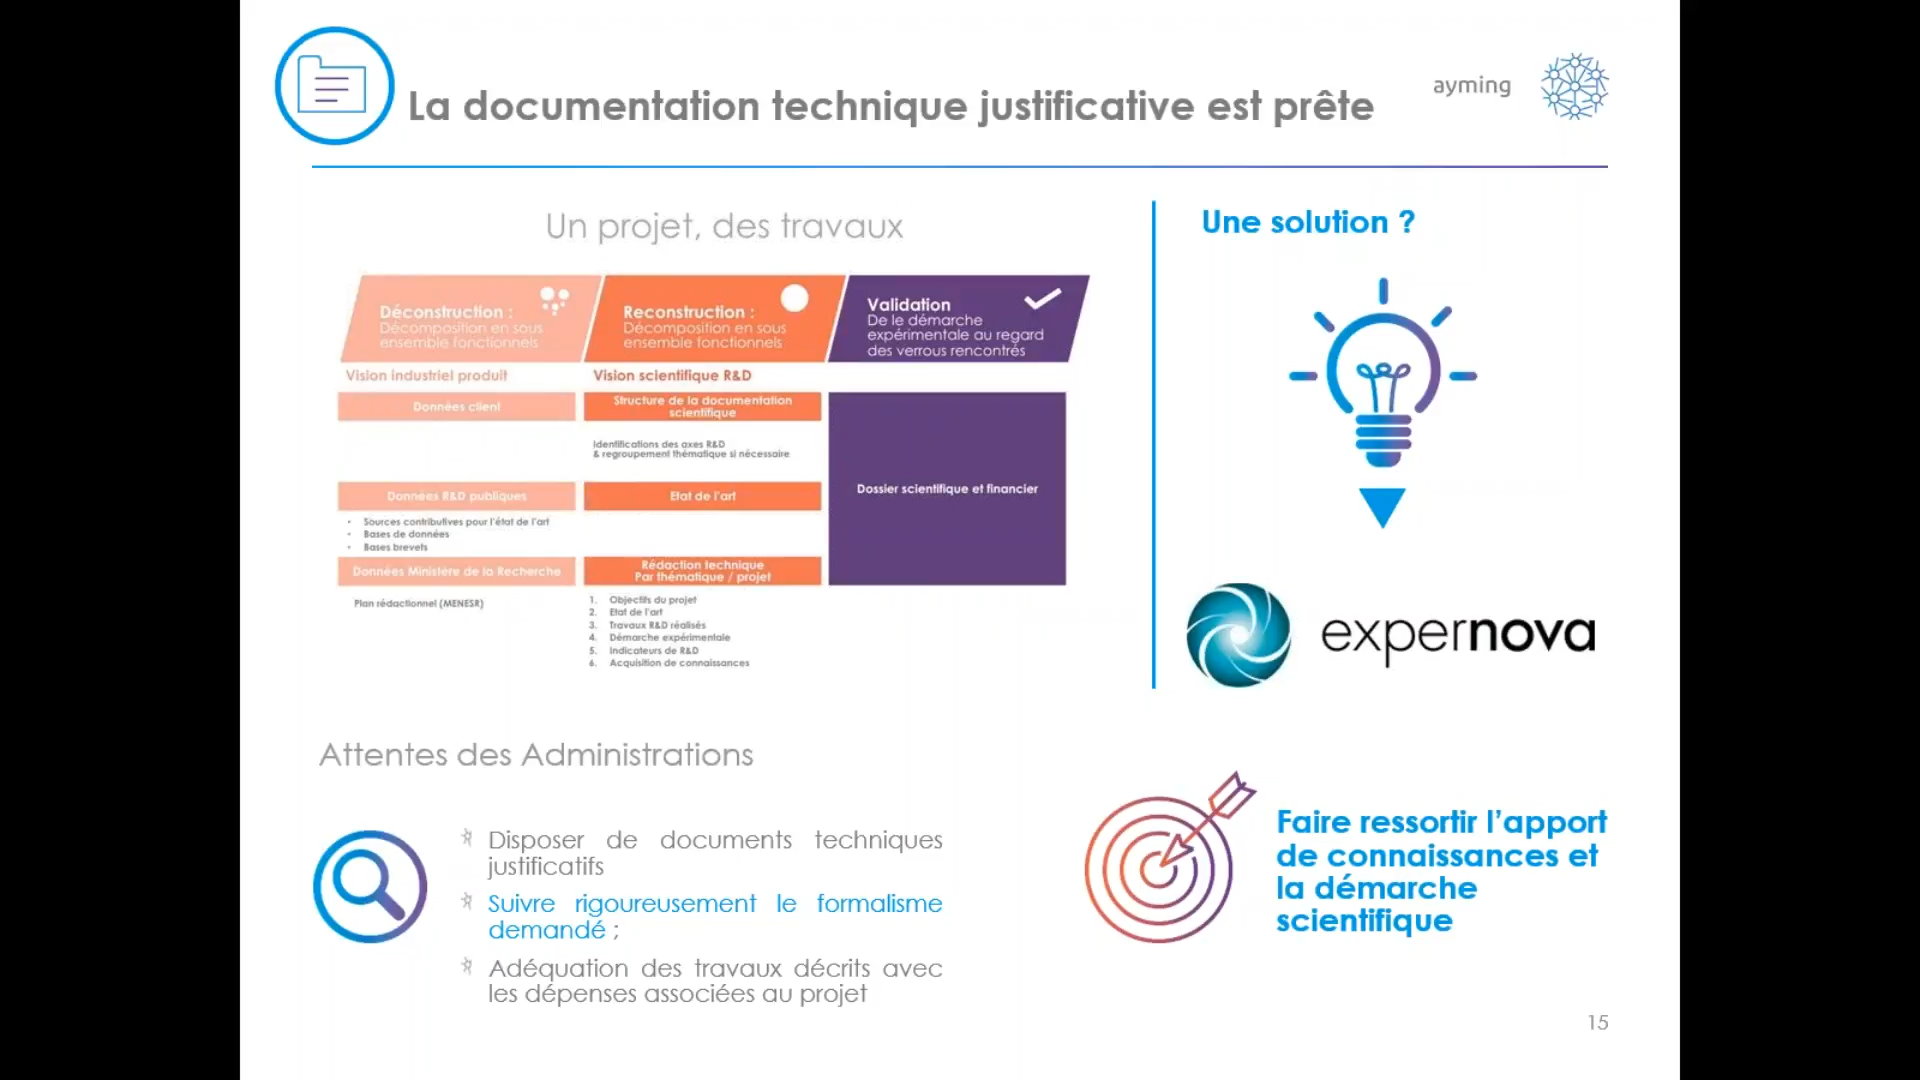 La documentation technique justificative est prête
ayming
Un projet, des travaux
Déconstruction :
Décomposition en sous
ensemble fonctionnels
Reconstruction :
Décomposition en sous
ensemble fonctionnels
Validation
De le démarche
expérimentale au regard
des verrous rencontrés
Vision industriel produit
Vision scientifique R&D
Données client
Structure de la documentation
scientifique
Identifications des axes R&D
& regroupement thématique si nécessaire
Données R&D publiques
Etat de l'art
Dossier scientifique et financier
• Sources contributives pour l'état de l'art
• Bases de données
• Bases brevets
Données Ministère de la Recherche
Rédaction technique
Par thématique / projet
Plan rédactionnel (MENESR)
1. Objectifs du projet
2. Etat de l'art
3. Travaux R&D réalisés
4. Démarche expérimentale
5. Indicateurs de R&D
6. Acquisition de connaissances
Une solution ?
expernova
Attentes des Administrations
Disposer de documents techniques
justificatifs
Suivre rigoureusement le formalisme
demandé ;
Adéquation des travaux décrits avec
les dépenses associées au projet
Faire ressortir l'apport
de connaissances et
la démarche
scientifique
15